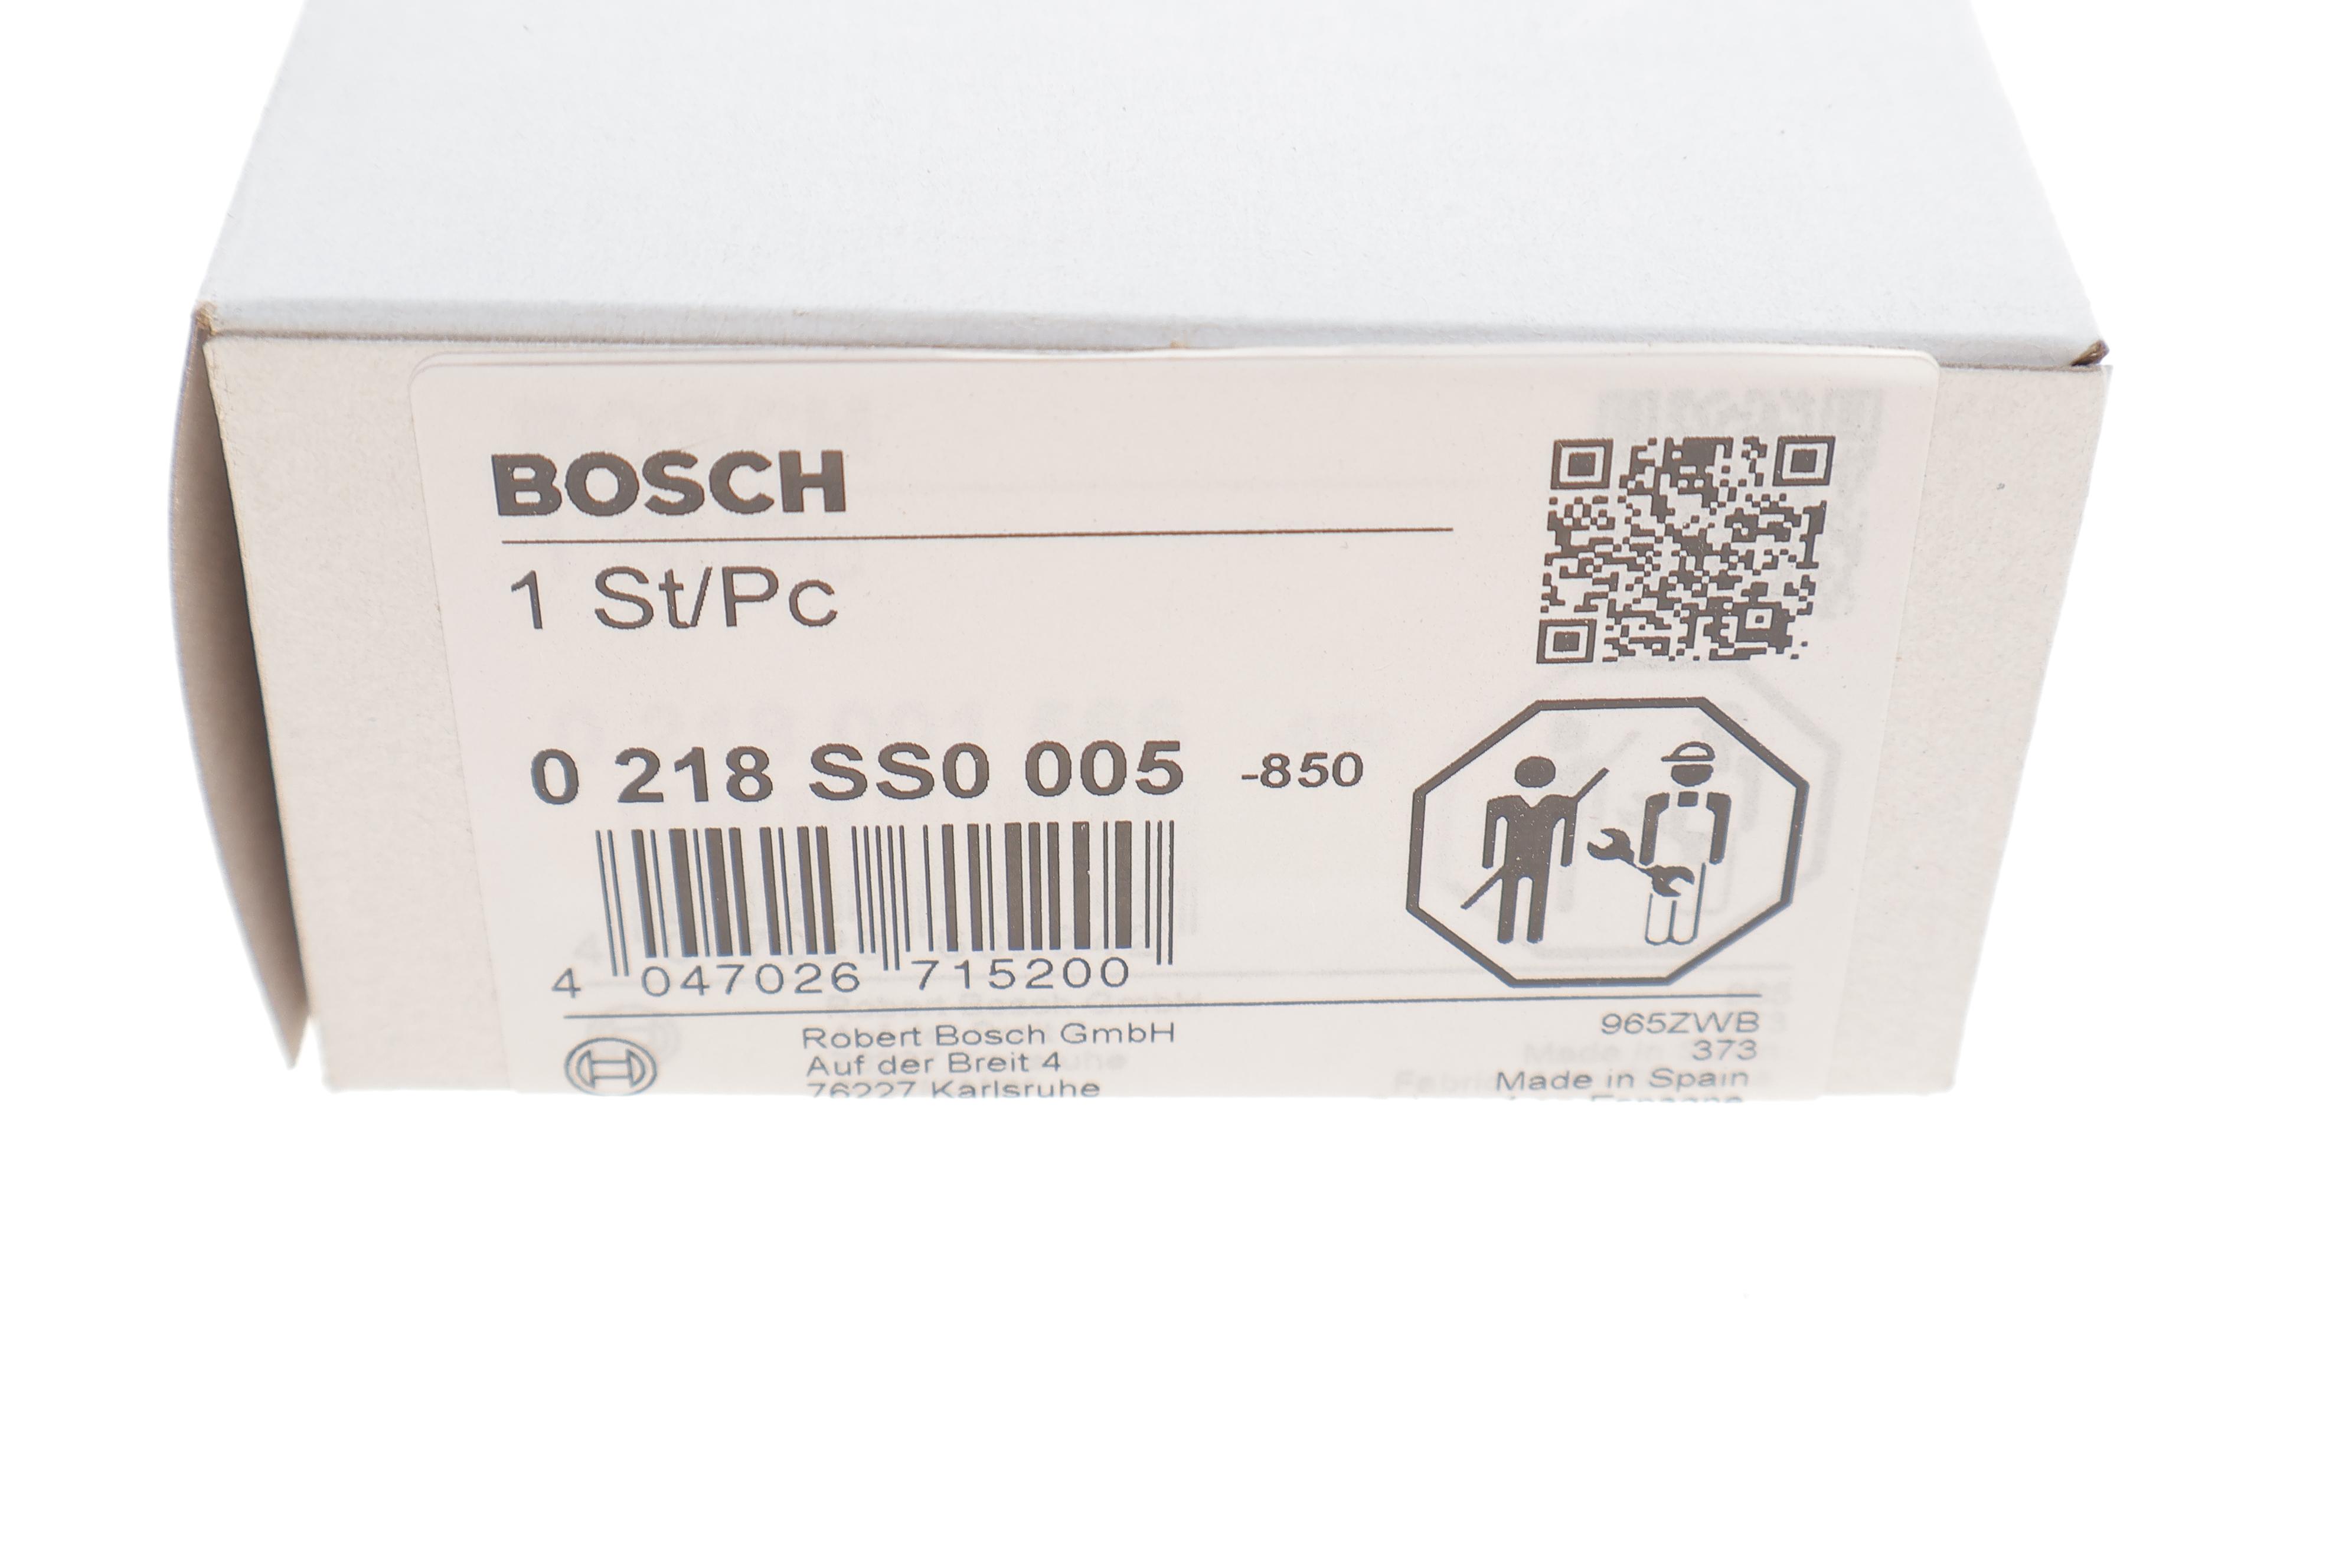 BOSCH
1 St/Pc
0 218 SS0 005 -850
4 047026 715200
Robert Bosch GmbH
Auf der Breit 4
76227 Karlsruhe
965ZWB
373
Made in Spain